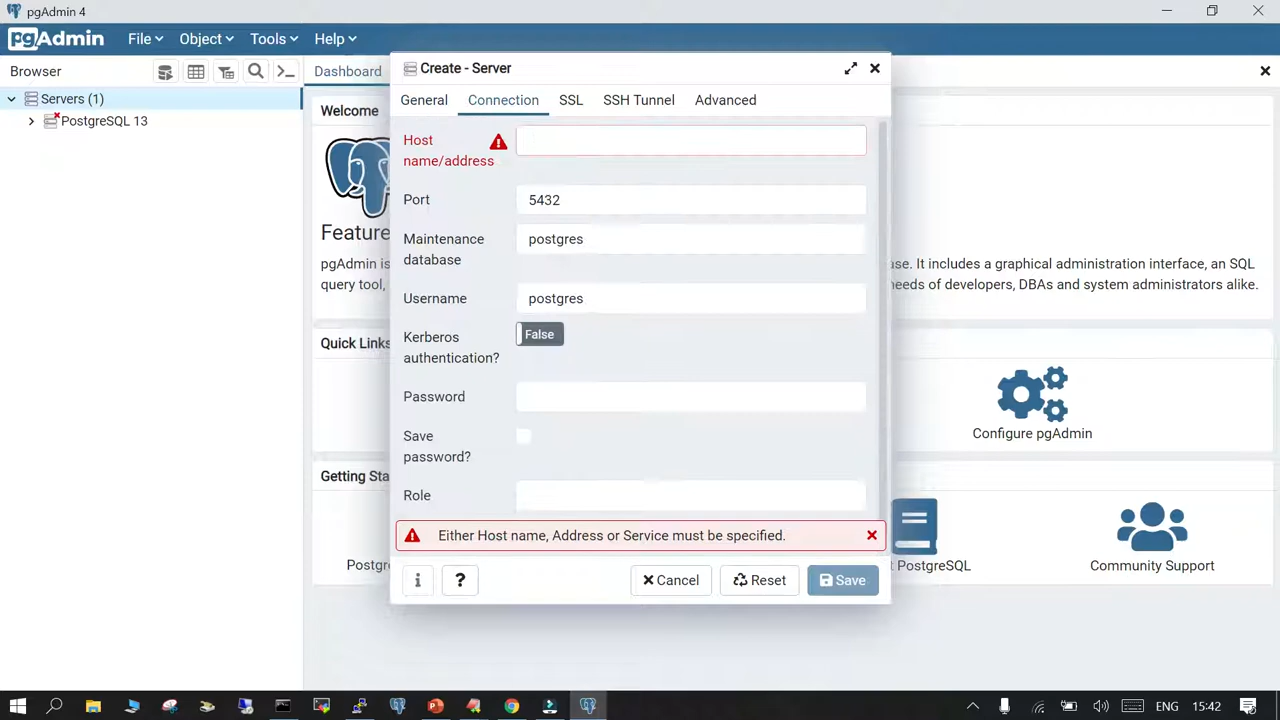 pgAdmin 4
pgAdmin File Object Tools Help
Browser
Dashboard
Servers (1)
PostgreSQL 13
Welcome
Feature
pgAdmin is
query tool,
ase. It includes a graphical administration interface, an SQL
needs of developers, DBAs and system administrators alike.
Quick Links
Configure pgAdmin
Getting Sta
Postgr
PostgreSQL
Community Support
Create - Server
General Connection SSL SSH Tunnel Advanced
Host
name/address
Port
5432
Maintenance
database
postgres
Username
postgres
Kerberos
authentication?
False
Password
Save
password?
Role
Either Host name, Address or Service must be specified.
i ? Cancel Reset Save
ENG 15:42